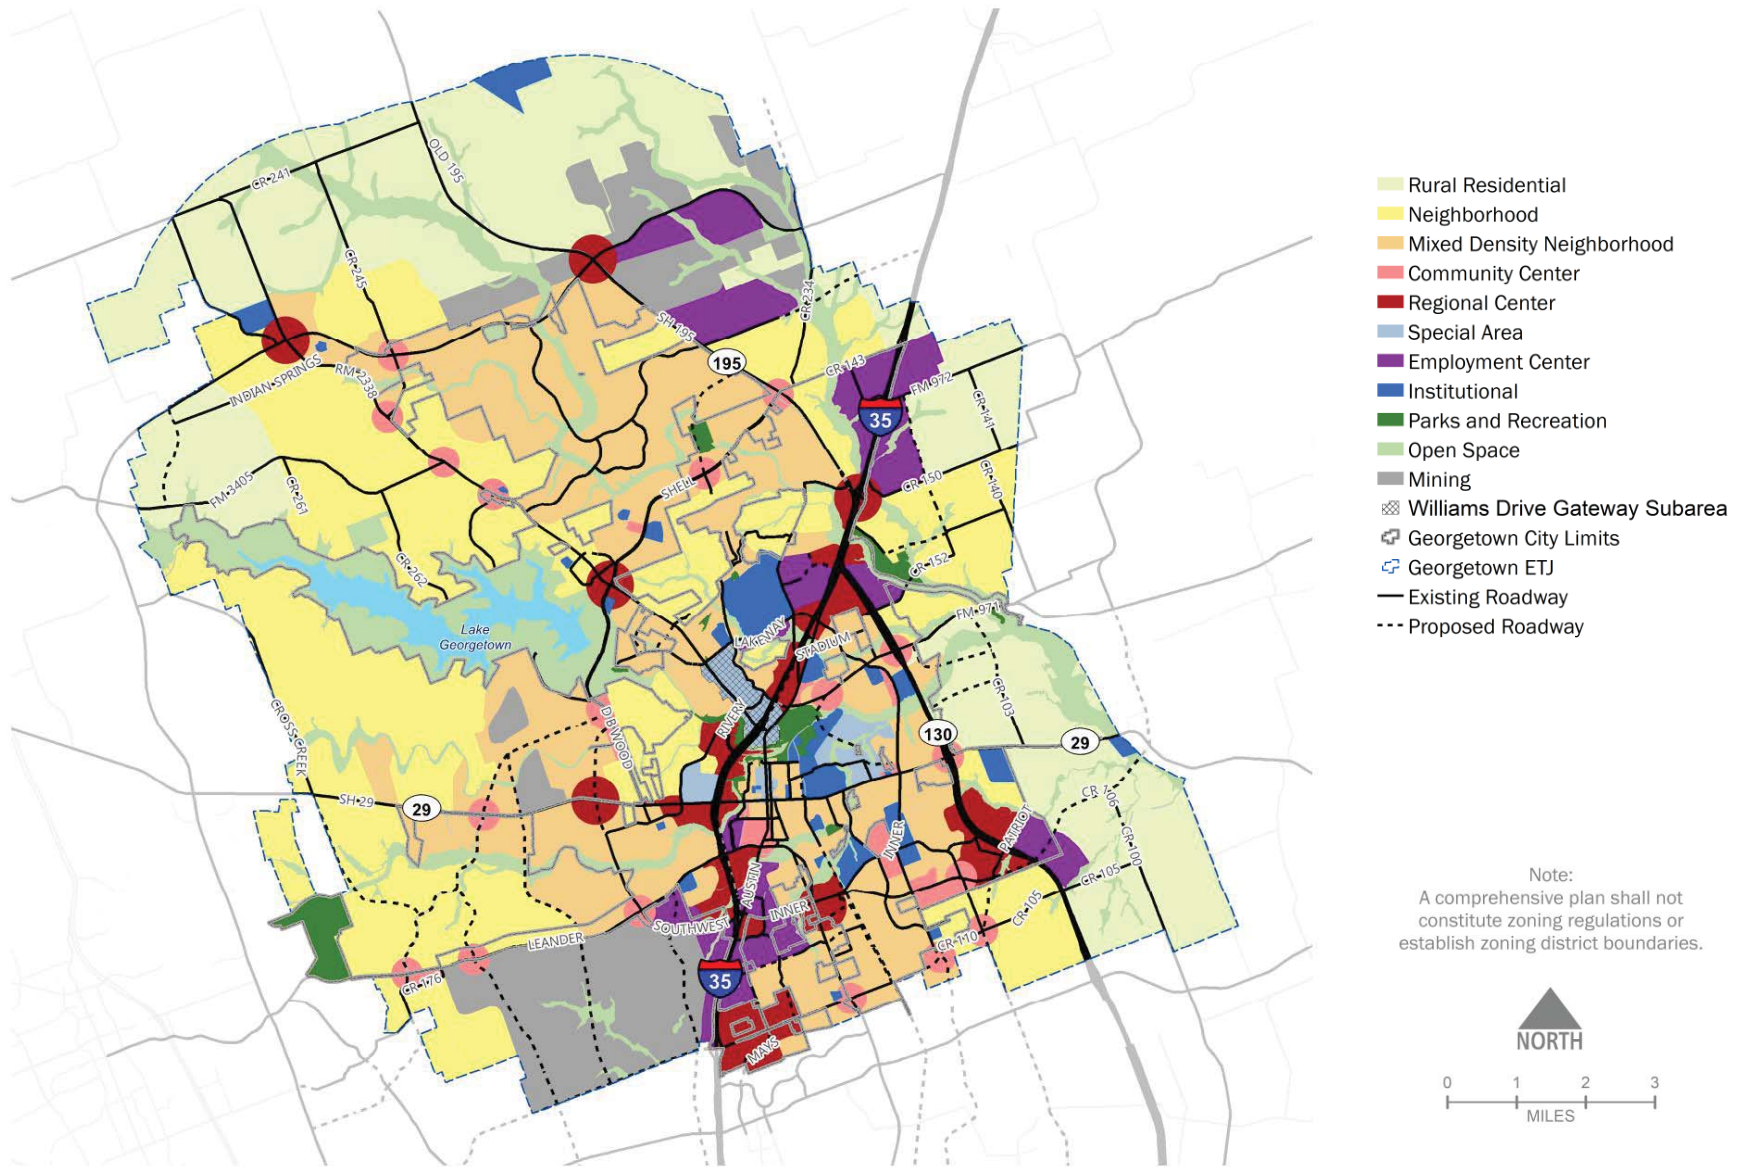 OLD 195
CR 241
CR 245
SH 195
CR 234
195
CR 143
INDIAN SPRINGS
RM 2338
FM 972
35
CR 141
FM 3405
CR 261
SHELL
CR 150
CR 140
CR 262
CR 152
FM 971
Lake
Georgetown
LAKEWAY
STADIUM
CROSS CREEK
DB WOOD
RIVERY
CR 103
130
29
SH 29
29
CR 106
PATRIOT
INNER
CR 100
AUSTIN
CR 105
INNER
CR 105
SOUTHWEST
LEANDER
CR 110
CR 176
35
MAYS
Rural Residential
Neighborhood
Mixed Density Neighborhood
Community Center
Regional Center
Special Area
Employment Center
Institutional
Parks and Recreation
Open Space
Mining
Williams Drive Gateway Subarea
Georgetown City Limits
Georgetown ETJ
Existing Roadway
Proposed Roadway
Note:
A comprehensive plan shall not
constitute zoning regulations or
establish zoning district boundaries.
NORTH
0 1 2 3
MILES